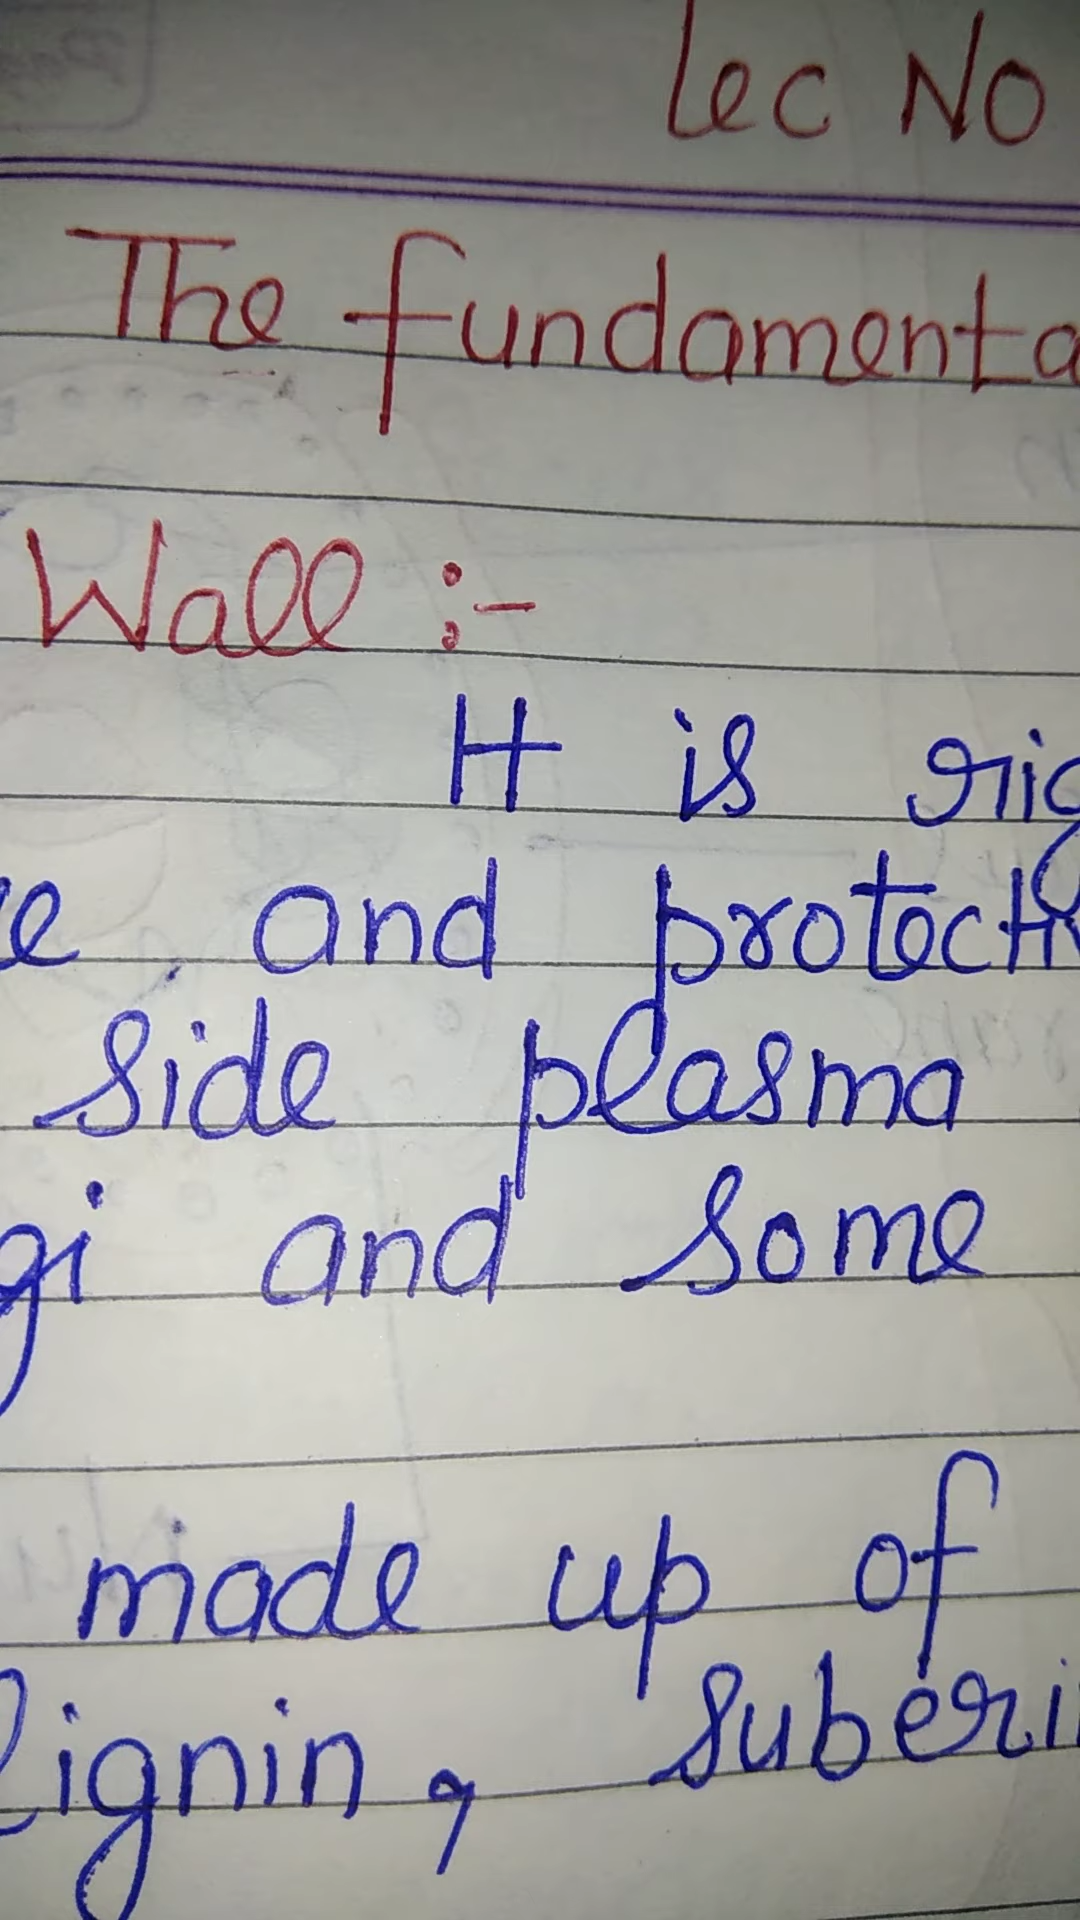 Lec No
The fundamenta
Wall :-
It is rig
e and protecti
side plasma
gi and some
made up of
lignin, suberi